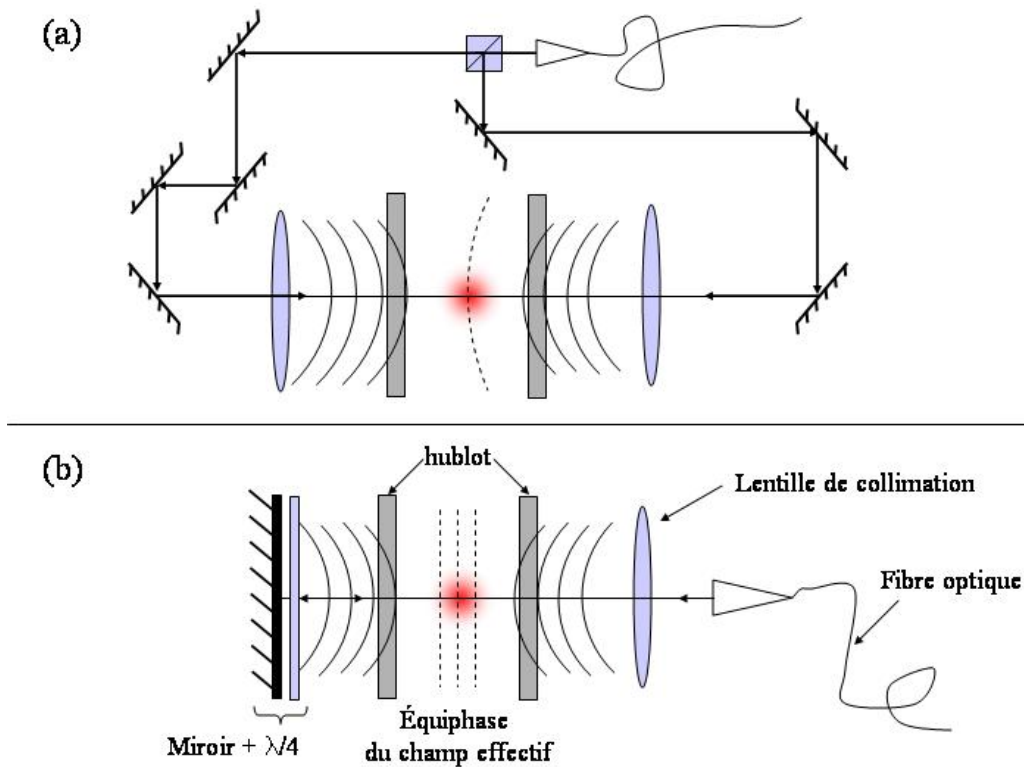 (a)
(b)
hublot
Lentille de collimation
Fibre optique
Équiphase
du champ effectif
Miroir + λ/4